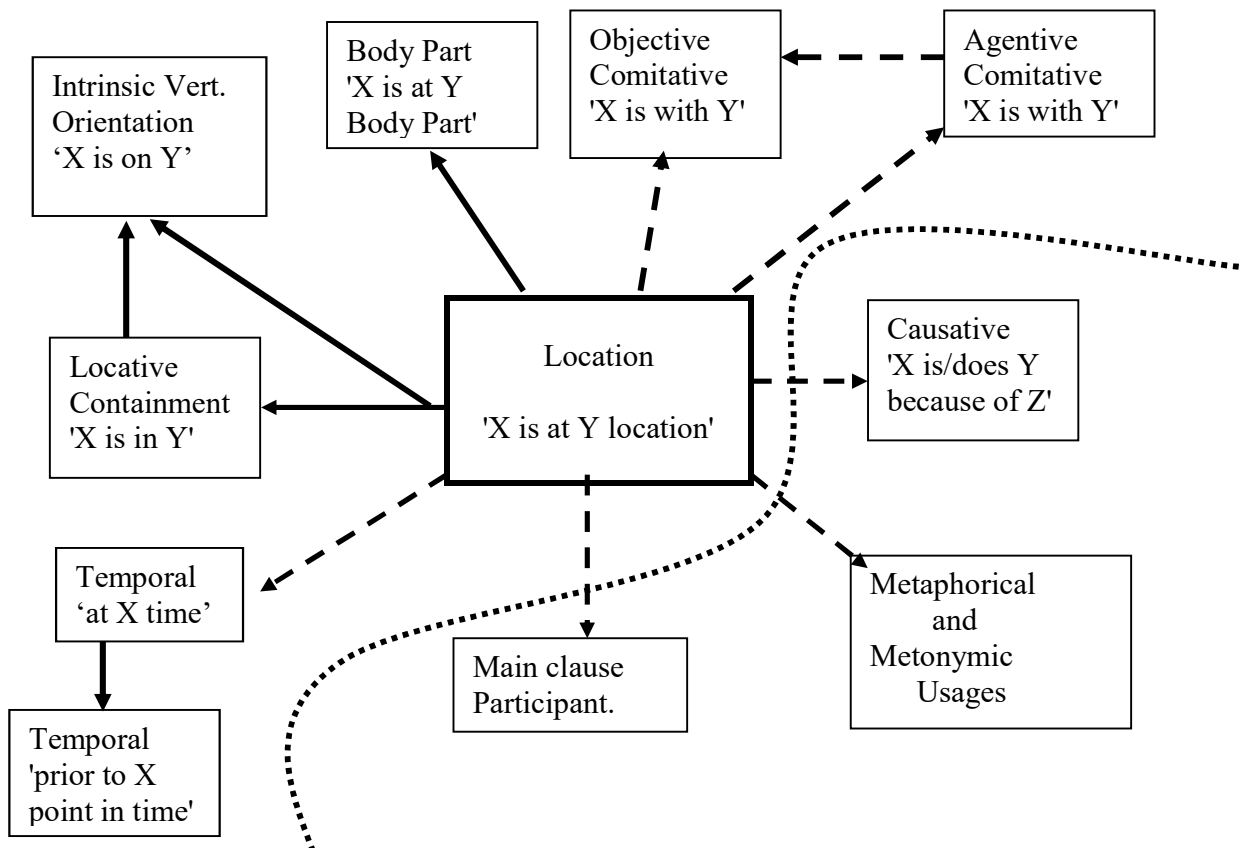 Body Part
'X is at Y
Body Part'
Objective
Comitative
'X is with Y'
Agentive
Comitative
'X is with Y'
Intrinsic Vert.
Orientation
‘X is on Y’
Locative
Containment
'X is in Y'
Location
'X is at Y location'
Causative
'X is/does Y
because of Z'
Temporal
‘at X time’
Main clause
Participant.
Metaphorical
and
Metonymic
Usages
Temporal
'prior to X
point in time'